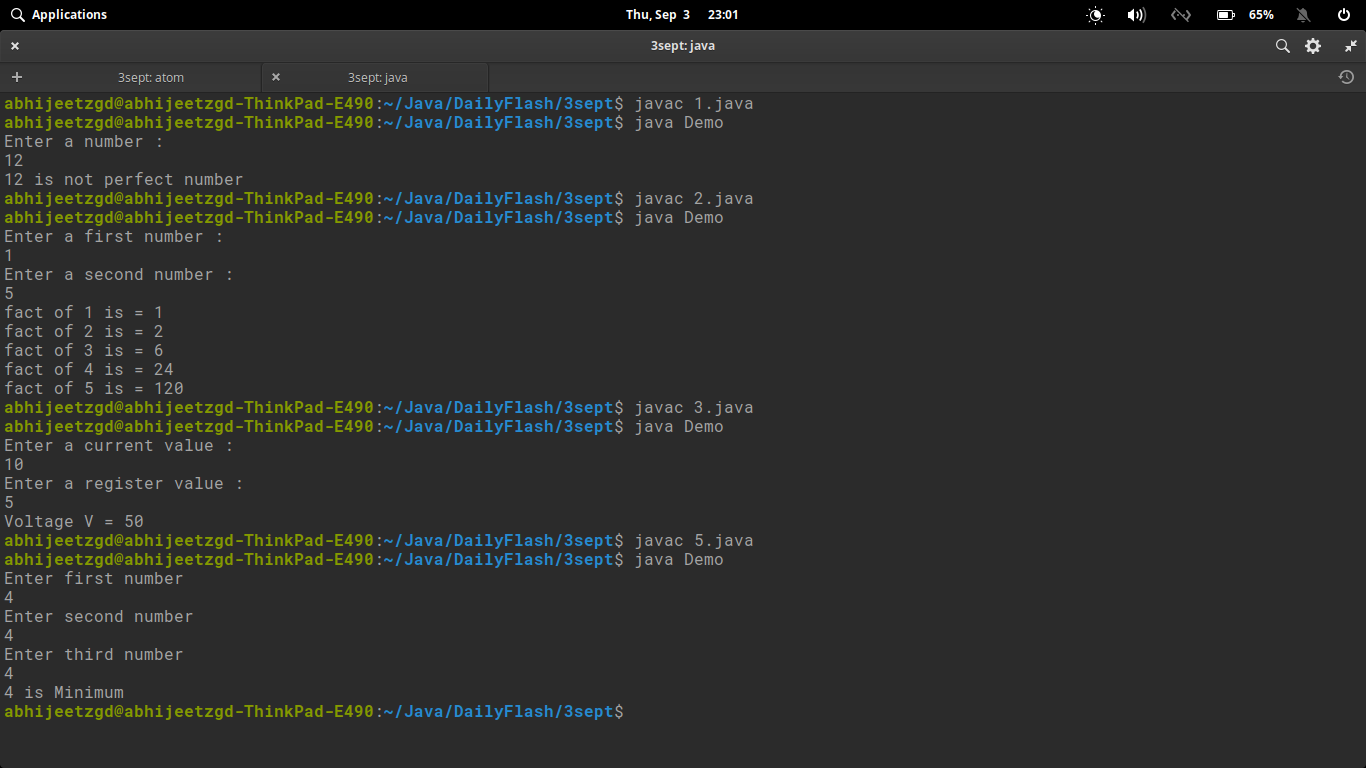 Applications
Thu, Sep 3 23:01
65%
3sept: java
3sept: atom
3sept: java
abhijeetzgd@abhijeetzgd-ThinkPad-E490:~/Java/DailyFlash/3sept$ javac 1.java
abhijeetzgd@abhijeetzgd-ThinkPad-E490:~/Java/DailyFlash/3sept$ java Demo
Enter a number :
12
12 is not perfect number
abhijeetzgd@abhijeetzgd-ThinkPad-E490:~/Java/DailyFlash/3sept$ javac 2.java
abhijeetzgd@abhijeetzgd-ThinkPad-E490:~/Java/DailyFlash/3sept$ java Demo
Enter a first number :
1
Enter a second number :
5
fact of 1 is = 1
fact of 2 is = 2
fact of 3 is = 6
fact of 4 is = 24
fact of 5 is = 120
abhijeetzgd@abhijeetzgd-ThinkPad-E490:~/Java/DailyFlash/3sept$ javac 3.java
abhijeetzgd@abhijeetzgd-ThinkPad-E490:~/Java/DailyFlash/3sept$ java Demo
Enter a current value :
10
Enter a register value :
5
Voltage V = 50
abhijeetzgd@abhijeetzgd-ThinkPad-E490:~/Java/DailyFlash/3sept$ javac 5.java
abhijeetzgd@abhijeetzgd-ThinkPad-E490:~/Java/DailyFlash/3sept$ java Demo
Enter first number
4
Enter second number
4
Enter third number
4
4 is Minimum
abhijeetzgd@abhijeetzgd-ThinkPad-E490:~/Java/DailyFlash/3sept$